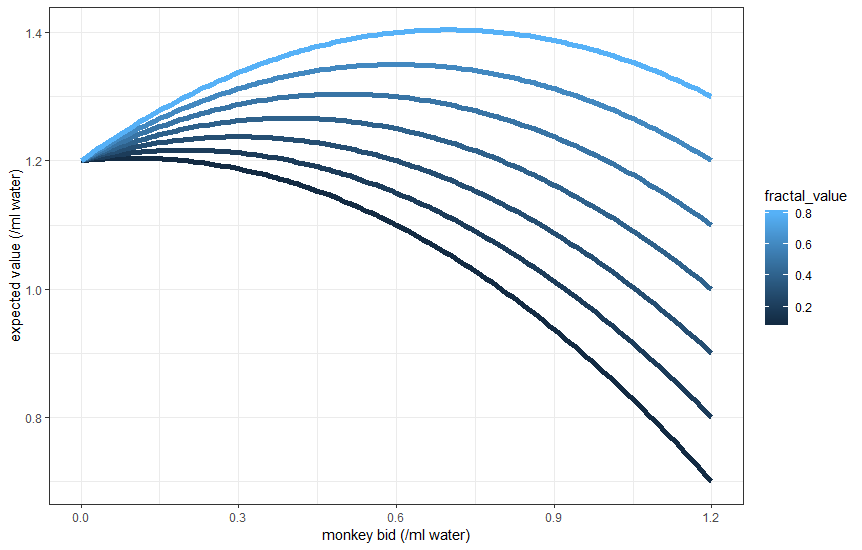 1.4
1.2
1.0
0.8
expected value (/ml water)
0.0 0.3 0.6 0.9 1.2
monkey bid (/ml water)
fractal_value
0.8
0.6
0.4
0.2